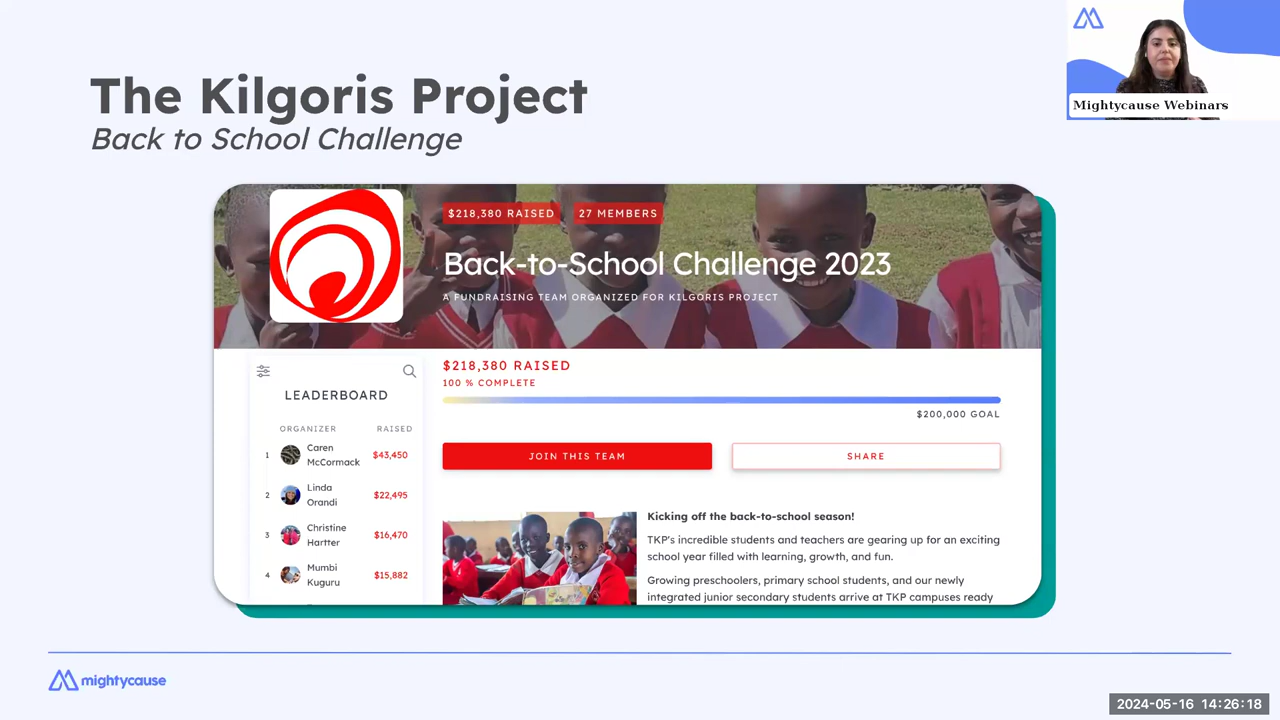 The Kilgoris Project
Back to School Challenge
Mightycause Webinars
$218,380 RAISED
27 MEMBERS
Back-to-School Challenge 2023
A FUNDRAISING TEAM ORGANIZED FOR KILGORIS PROJECT
LEADERBOARD
ORGANIZER RAISED
1 Caren McCormack $43,450
2 Linda Orandi $22,495
3 Christine Hartter $16,470
4 Mumbi Kuguru $15,882
$218,380 RAISED
100 % COMPLETE
$200,000 GOAL
JOIN THIS TEAM
SHARE
Kicking off the back-to-school season!
TKP's incredible students and teachers are gearing up for an exciting
school year filled with learning, growth, and fun.
Growing preschoolers, primary school students, and our newly
integrated junior secondary students arrive at TKP campuses ready
mightycause
2024-05-16 14:26:18